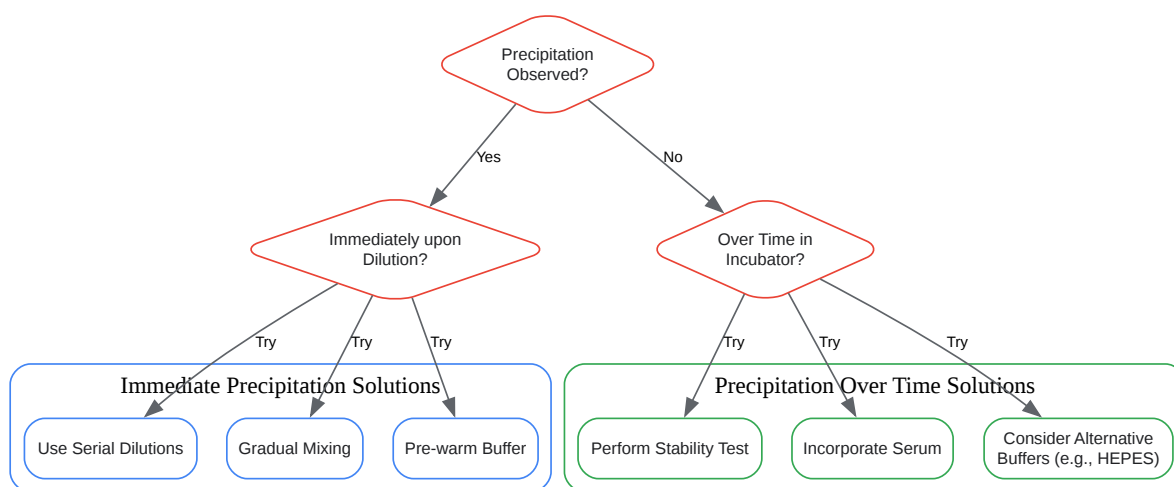 Precipitation
Observed?
Yes
No
Immediately upon
Dilution?
Over Time in
Incubator?
Try
Try
Try
Try
Try
Try
Immediate Precipitation Solutions
Precipitation Over Time Solutions
Use Serial Dilutions
Gradual Mixing
Pre-warm Buffer
Perform Stability Test
Incorporate Serum
Consider Alternative
Buffers (e.g., HEPES)